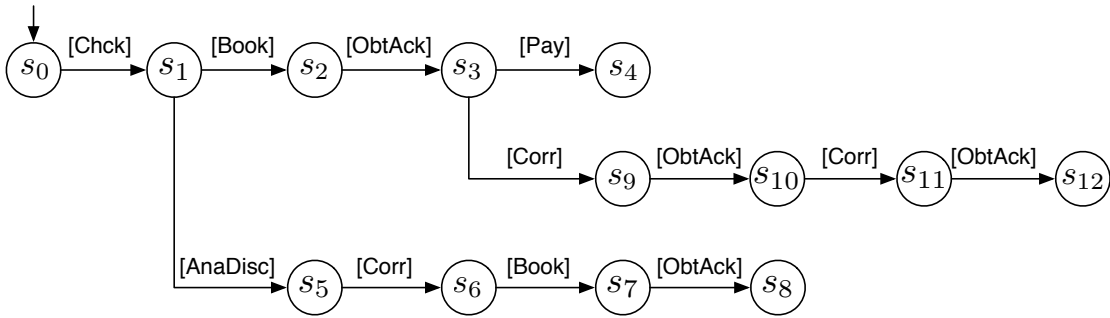 [Chck] [Book] [ObtAck] [Pay]
s0 s1 s2 s3 s4
[Corr] [ObtAck] [Corr] [ObtAck]
s9 s10 s11 s12
[AnaDisc] [Corr] [Book] [ObtAck]
s5 s6 s7 s8